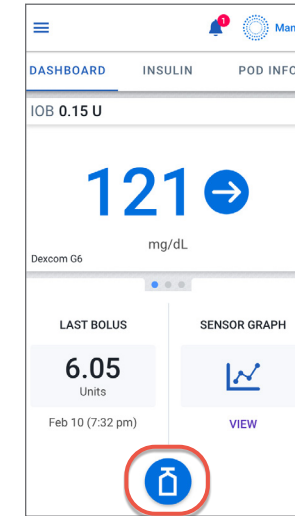 1
Man
DASHBOARD INSULIN POD INFO
IOB 0.15 U
121
mg/dL
Dexcom G6
LAST BOLUS SENSOR GRAPH
6.05
Units
Feb 10 (7:32 pm) VIEW